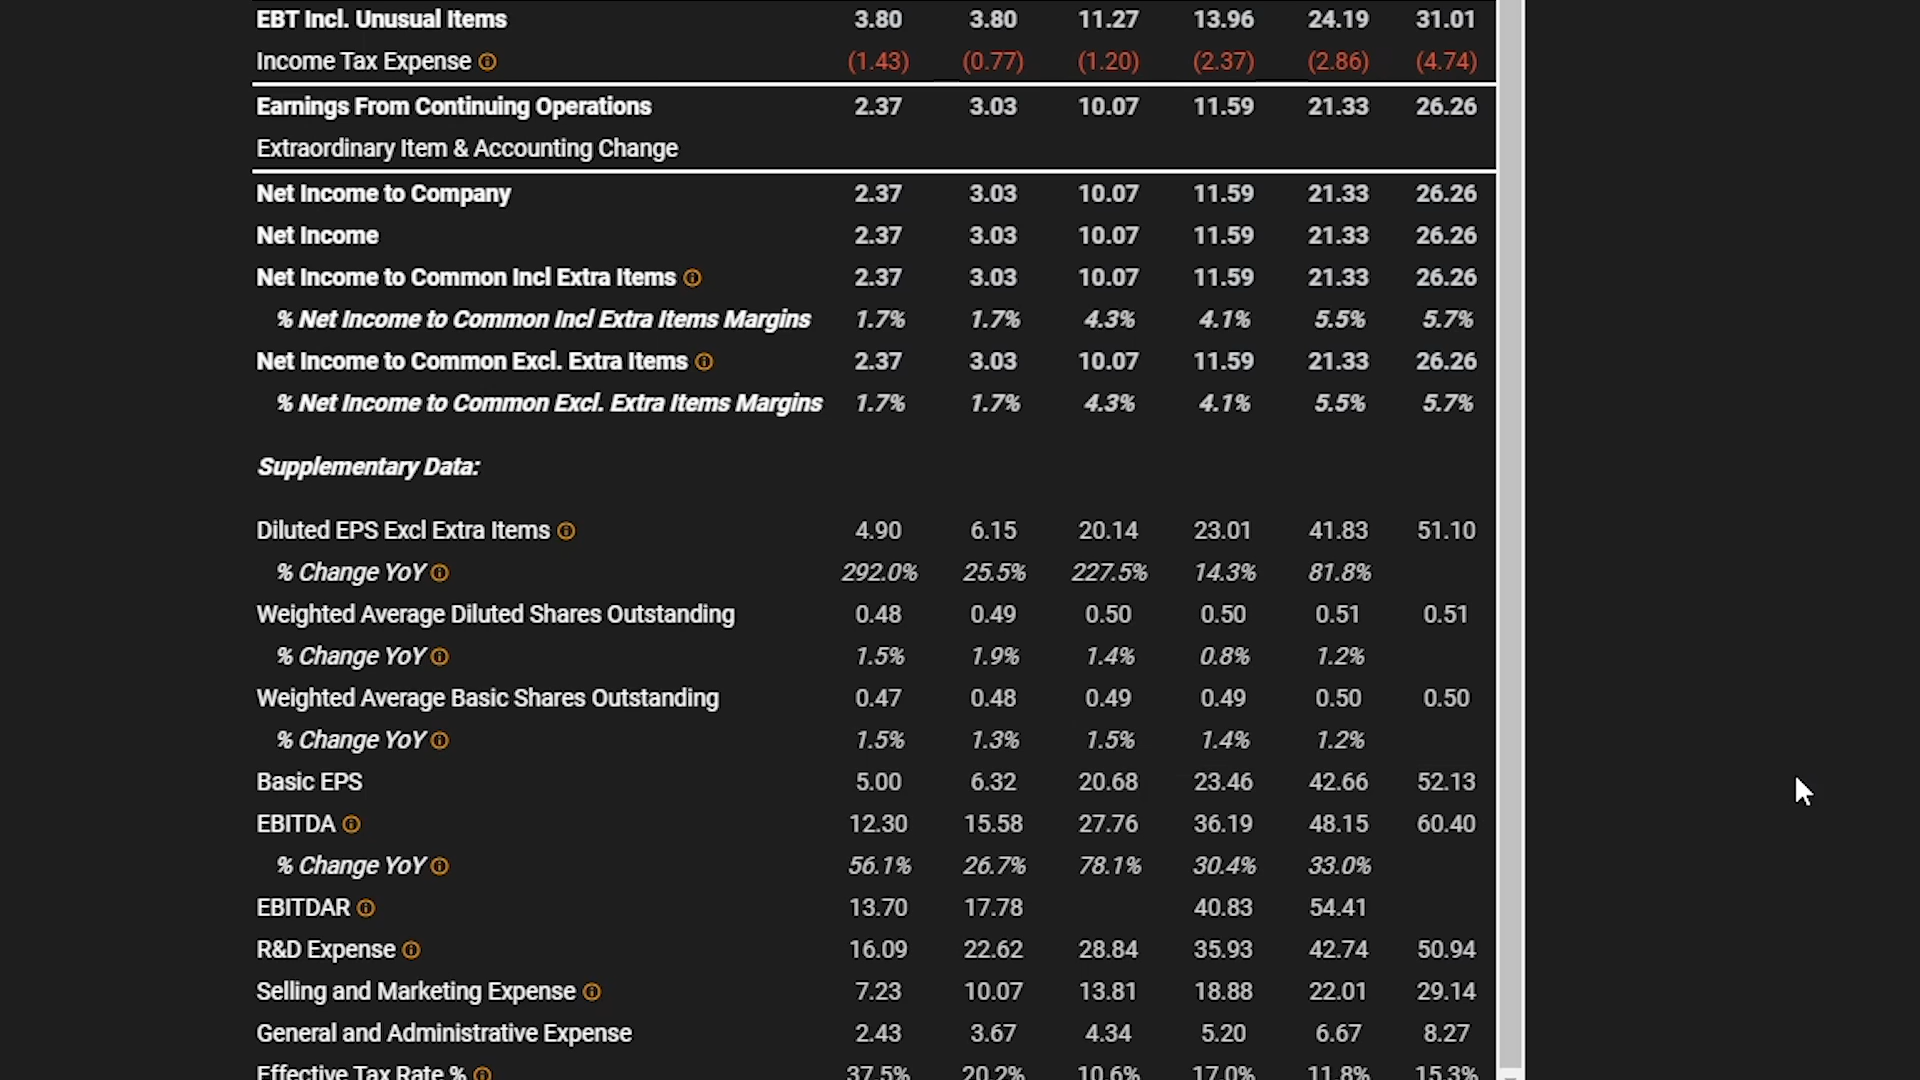 EBT Incl. Unusual Items 3.80 3.80 11.27 13.96 24.19 31.01
Income Tax Expense (1.43) (0.77) (1.20) (2.37) (2.86) (4.74)
Earnings From Continuing Operations 2.37 3.03 10.07 11.59 21.33 26.26
Extraordinary Item & Accounting Change
Net Income to Company 2.37 3.03 10.07 11.59 21.33 26.26
Net Income 2.37 3.03 10.07 11.59 21.33 26.26
Net Income to Common Incl Extra Items 2.37 3.03 10.07 11.59 21.33 26.26
% Net Income to Common Incl Extra Items Margins 1.7% 1.7% 4.3% 4.1% 5.5% 5.7%
Net Income to Common Excl. Extra Items 2.37 3.03 10.07 11.59 21.33 26.26
% Net Income to Common Excl. Extra Items Margins 1.7% 1.7% 4.3% 4.1% 5.5% 5.7%
Supplementary Data:
Diluted EPS Excl Extra Items 4.90 6.15 20.14 23.01 41.83 51.10
% Change YoY 292.0% 25.5% 227.5% 14.3% 81.8%
Weighted Average Diluted Shares Outstanding 0.48 0.49 0.50 0.50 0.51 0.51
% Change YoY 1.5% 1.9% 1.4% 0.8% 1.2%
Weighted Average Basic Shares Outstanding 0.47 0.48 0.49 0.49 0.50 0.50
% Change YoY 1.5% 1.3% 1.5% 1.4% 1.2%
Basic EPS 5.00 6.32 20.68 23.46 42.66 52.13
EBITDA 12.30 15.58 27.76 36.19 48.15 60.40
% Change YoY 56.1% 26.7% 78.1% 30.4% 33.0%
EBITDAR 13.70 17.78 40.83 54.41
R&D Expense 16.09 22.62 28.84 35.93 42.74 50.94
Selling and Marketing Expense 7.23 10.07 13.81 18.88 22.01 29.14
General and Administrative Expense 2.43 3.67 4.34 5.20 6.67 8.27
Effective Tax Rate % 37.5% 20.2% 10.6% 17.0% 11.8% 15.3%